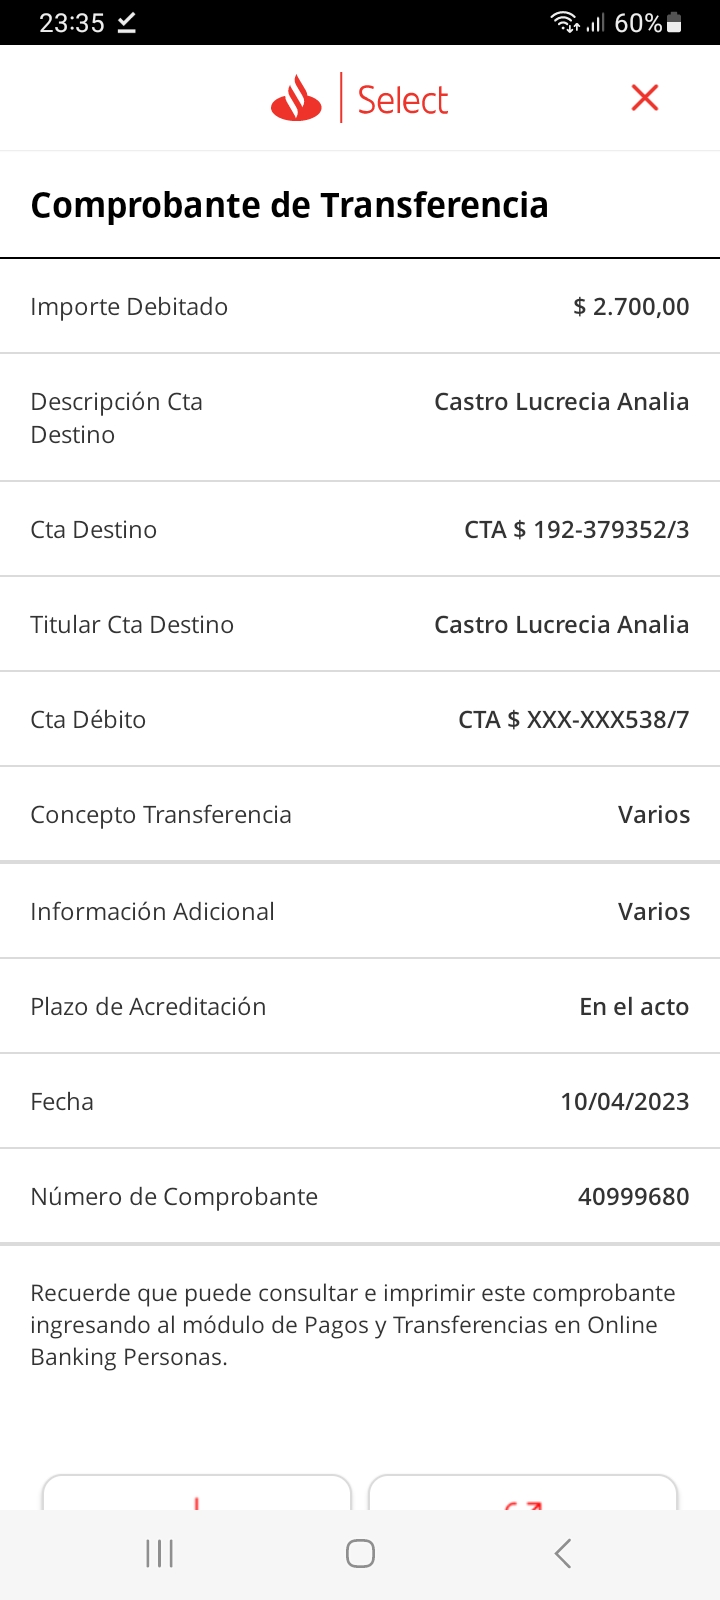 23:35 60%
Select
Comprobante de Transferencia
Importe Debitado $ 2.700,00
Descripción Cta Castro Lucrecia Analia
Destino
Cta Destino CTA $ 192-379352/3
Titular Cta Destino Castro Lucrecia Analia
Cta Débito CTA $ XXX-XXX538/7
Concepto Transferencia Varios
Información Adicional Varios
Plazo de Acreditación En el acto
Fecha 10/04/2023
Número de Comprobante 40999680
Recuerde que puede consultar e imprimir este comprobante
ingresando al módulo de Pagos y Transferencias en Online
Banking Personas.